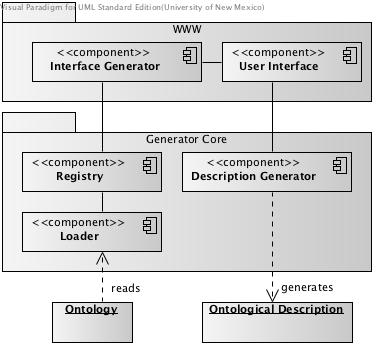 Visual Paradigm for UML Standard Edition(University of New Mexico)
WWW
<<component>>
Interface Generator
<<component>>
User Interface
Generator Core
<<component>>
Registry
<<component>>
Description Generator
<<component>>
Loader
reads
generates
Ontology
Ontological Description